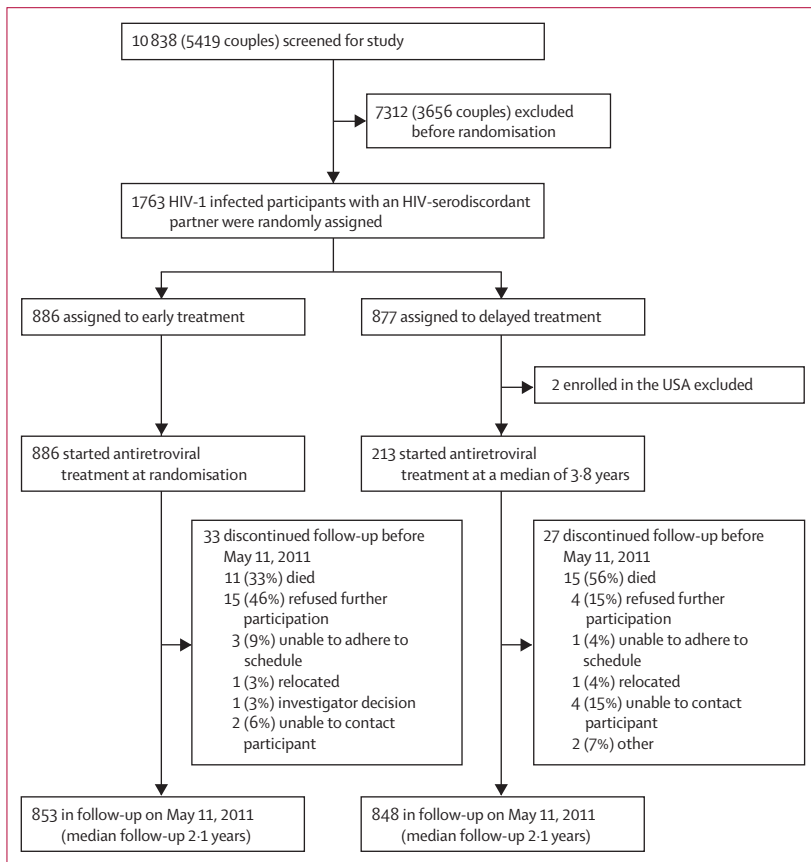 10 838 (5419 couples) screened for study
7312 (3656 couples) excluded
before randomisation
1763 HIV-1 infected participants with an HIV-serodiscordant
partner were randomly assigned
886 assigned to early treatment
877 assigned to delayed treatment
2 enrolled in the USA excluded
886 started antiretroviral
treatment at randomisation
213 started antiretroviral
treatment at a median of 3·8 years
33 discontinued follow-up before
May 11, 2011
11 (33%) died
15 (46%) refused further
participation
3 (9%) unable to adhere to
schedule
1 (3%) relocated
1 (3%) investigator decision
2 (6%) unable to contact
participant
27 discontinued follow-up before
May 11, 2011
15 (56%) died
4 (15%) refused further
participation
1 (4%) unable to adhere to
schedule
1 (4%) relocated
4 (15%) unable to contact
participant
2 (7%) other
853 in follow-up on May 11, 2011
(median follow-up 2·1 years)
848 in follow-up on May 11, 2011
(median follow-up 2·1 years)